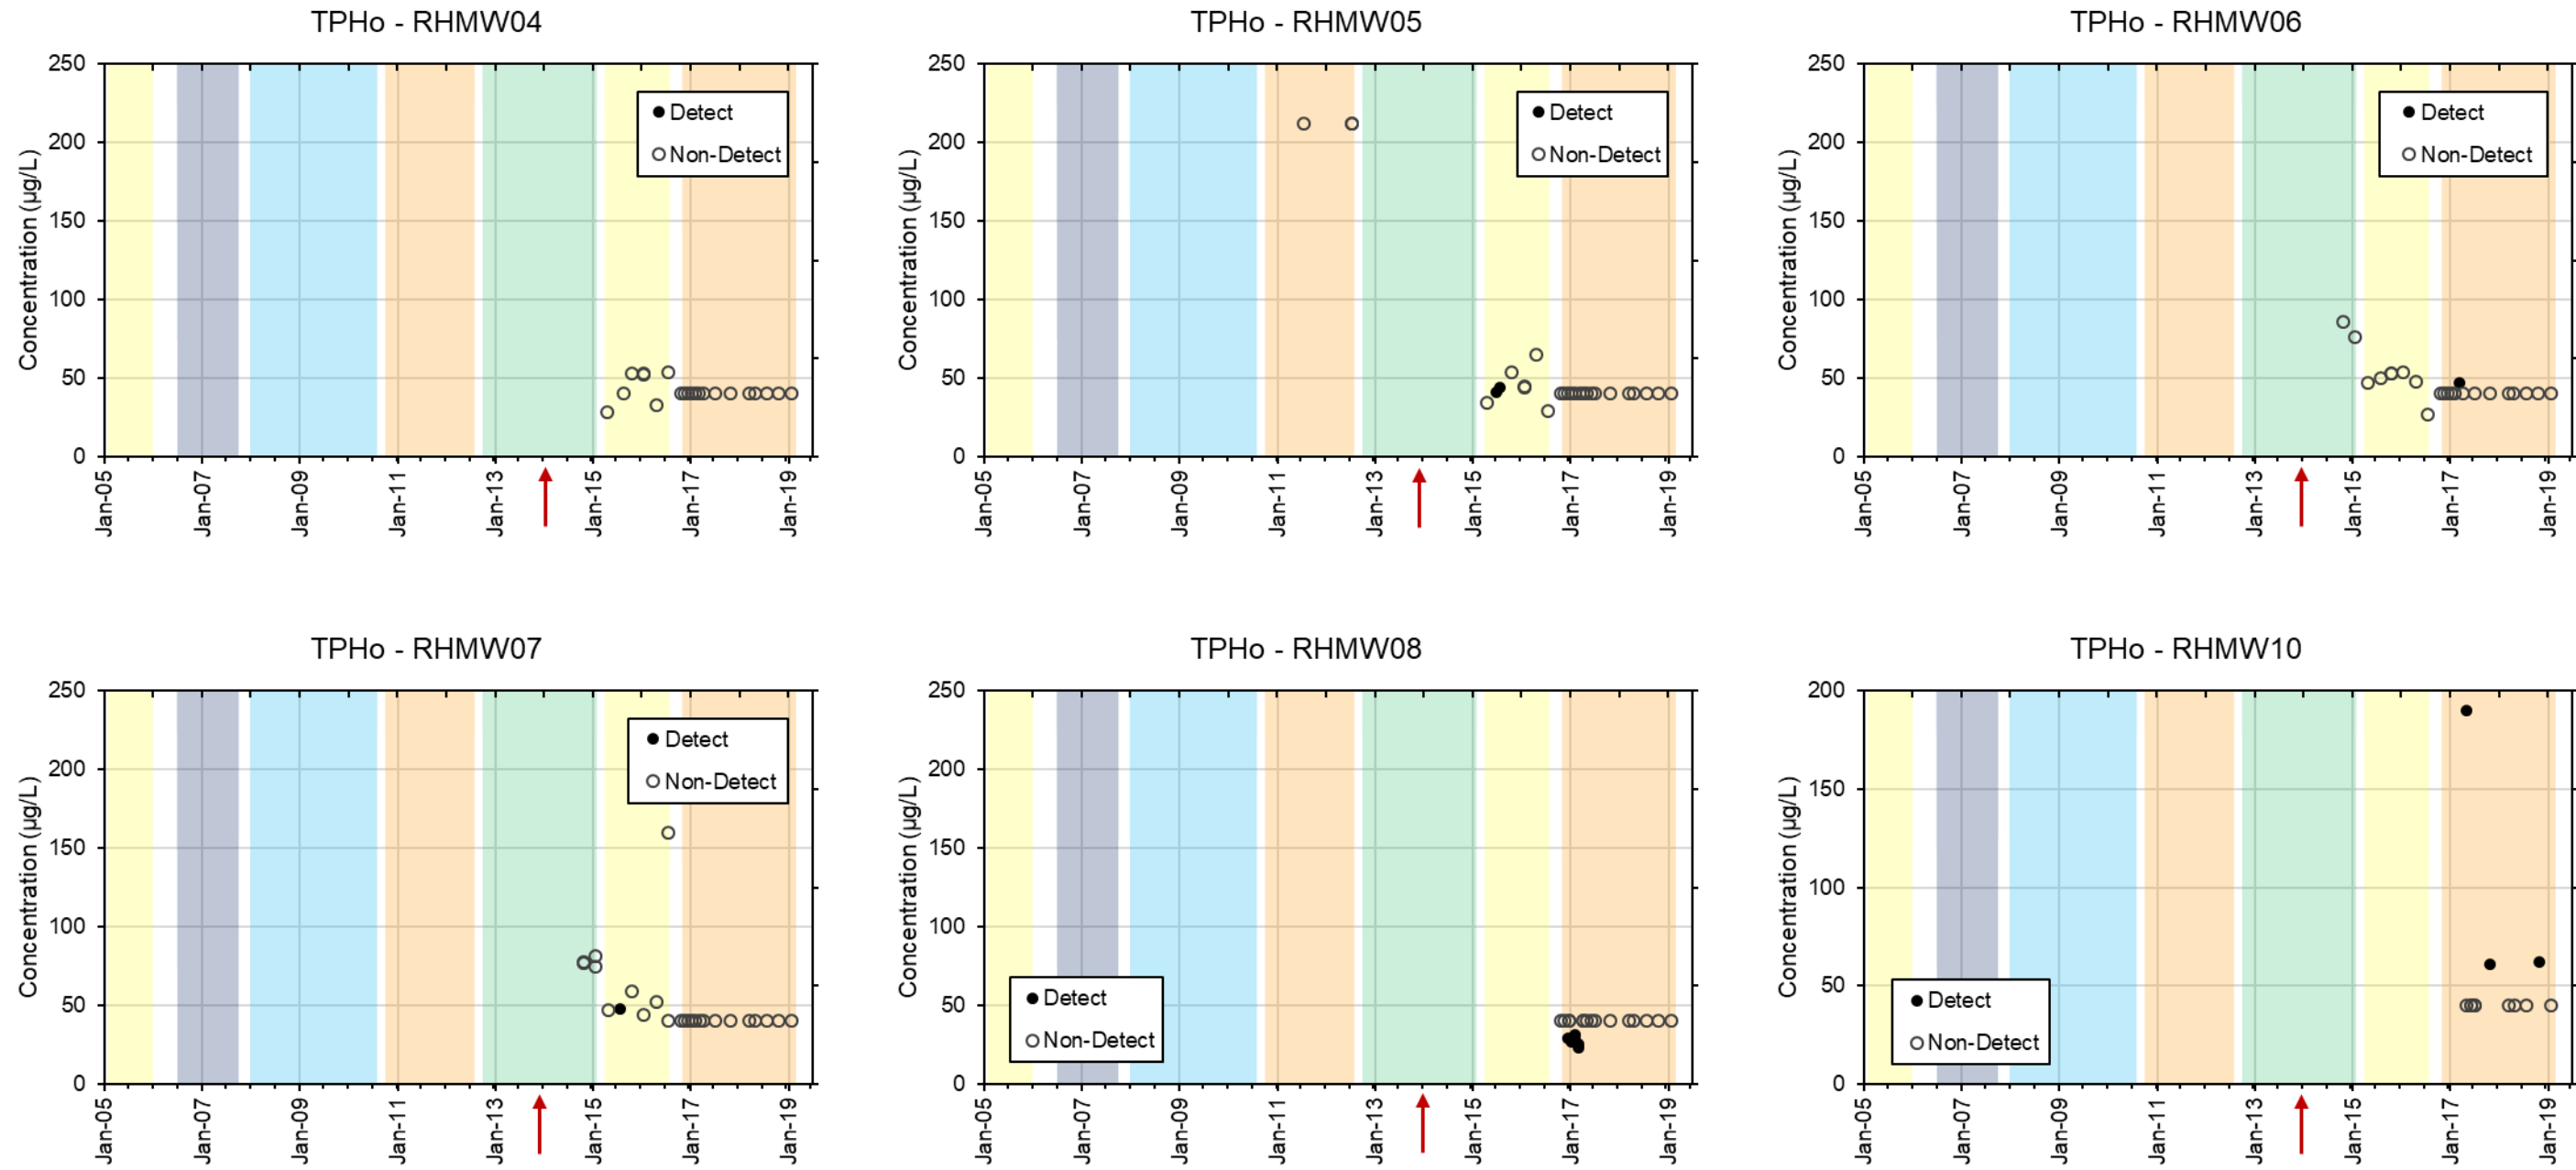 TPHo - RHMW04
250
200
150
100
50
0
Concentration (µg/L)
Detect
Non-Detect
Jan-05
Jan-07
Jan-09
Jan-11
Jan-13
Jan-15
Jan-17
Jan-19
TPHo - RHMW05
250
200
150
100
50
0
Concentration (µg/L)
Detect
Non-Detect
Jan-05
Jan-07
Jan-09
Jan-11
Jan-13
Jan-15
Jan-17
Jan-19
TPHo - RHMW06
250
200
150
100
50
0
Concentration (µg/L)
Detect
Non-Detect
Jan-05
Jan-07
Jan-09
Jan-11
Jan-13
Jan-15
Jan-17
Jan-19
TPHo - RHMW07
250
200
150
100
50
0
Concentration (µg/L)
Detect
Non-Detect
Jan-05
Jan-07
Jan-09
Jan-11
Jan-13
Jan-15
Jan-17
Jan-19
TPHo - RHMW08
250
200
150
100
50
0
Concentration (µg/L)
Detect
Non-Detect
Jan-05
Jan-07
Jan-09
Jan-11
Jan-13
Jan-15
Jan-17
Jan-19
TPHo - RHMW10
200
150
100
50
0
Concentration (µg/L)
Detect
Non-Detect
Jan-05
Jan-07
Jan-09
Jan-11
Jan-13
Jan-15
Jan-17
Jan-19